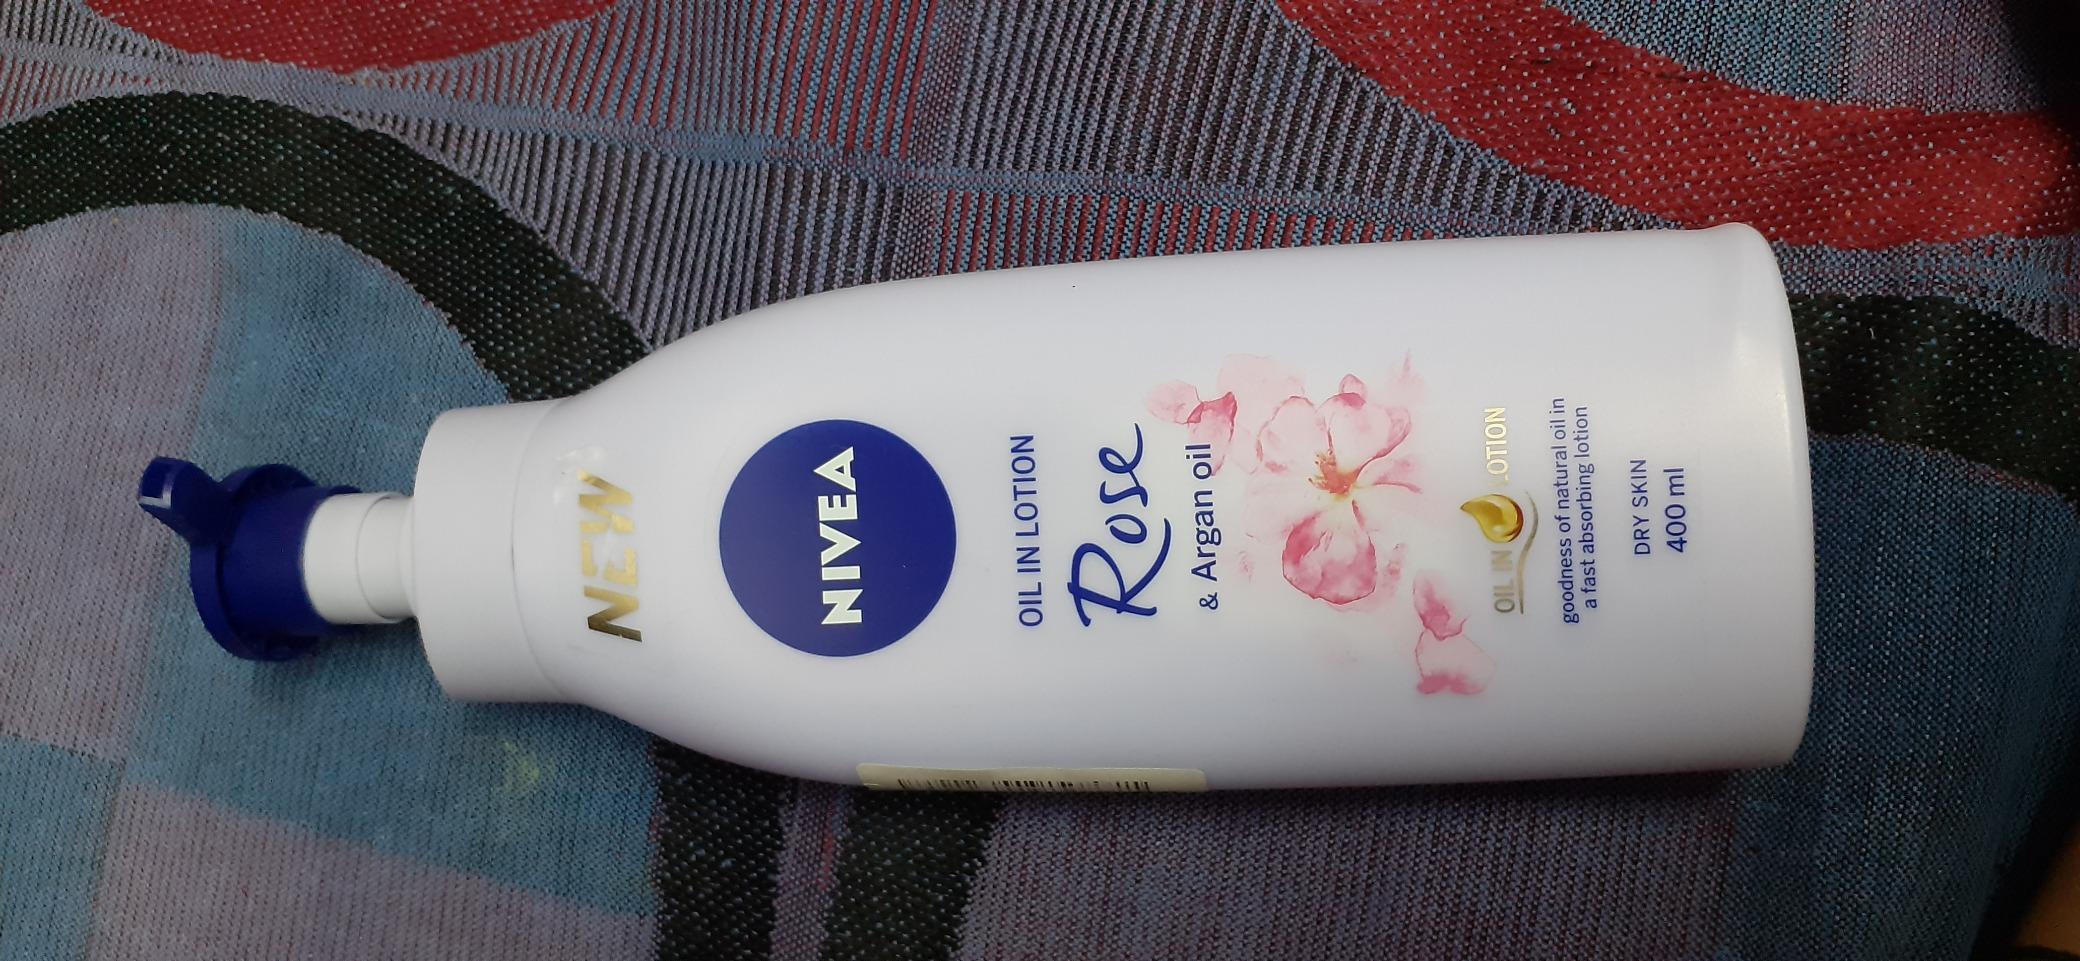 NEW
NIVEA
OIL IN LOTION
Rose
& Argan oil
OIL IN LOTION
goodness of natural oil in
a fast absorbing lotion
DRY SKIN
400 ml